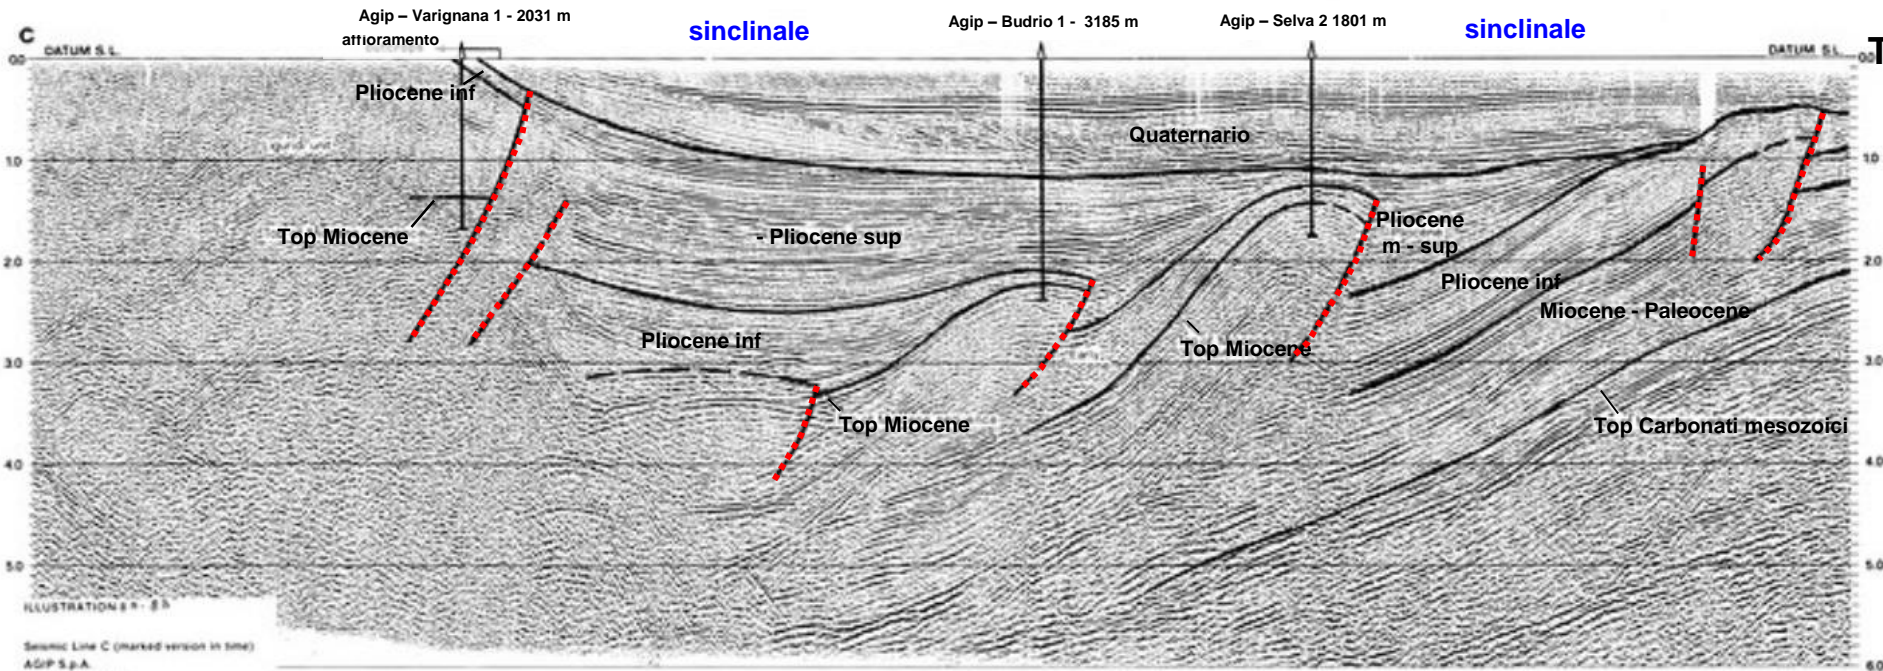 Agip – Varignana 1 - 2031 m
affioramento
sinclinale
Agip – Budrio 1 -  3185 m
Agip – Selva 2 1801 m
sinclinale
C
DATUM S.L.
DATUM S.L.
T
0.0
0.0
Pliocene inf
Quaternario
1.0
1.0
Top Miocene
- Pliocene sup
Pliocene
m - sup
2.0
2.0
Pliocene inf
Miocene - Paleocene
Pliocene inf
Top Miocene
3.0
3.0
Top Miocene
Top Carbonati mesozoici
4.0
4.0
5.0
5.0
ILLUSTRATION
Seismic Line C (marked version in time)
AGIP S.p.A.
6.0